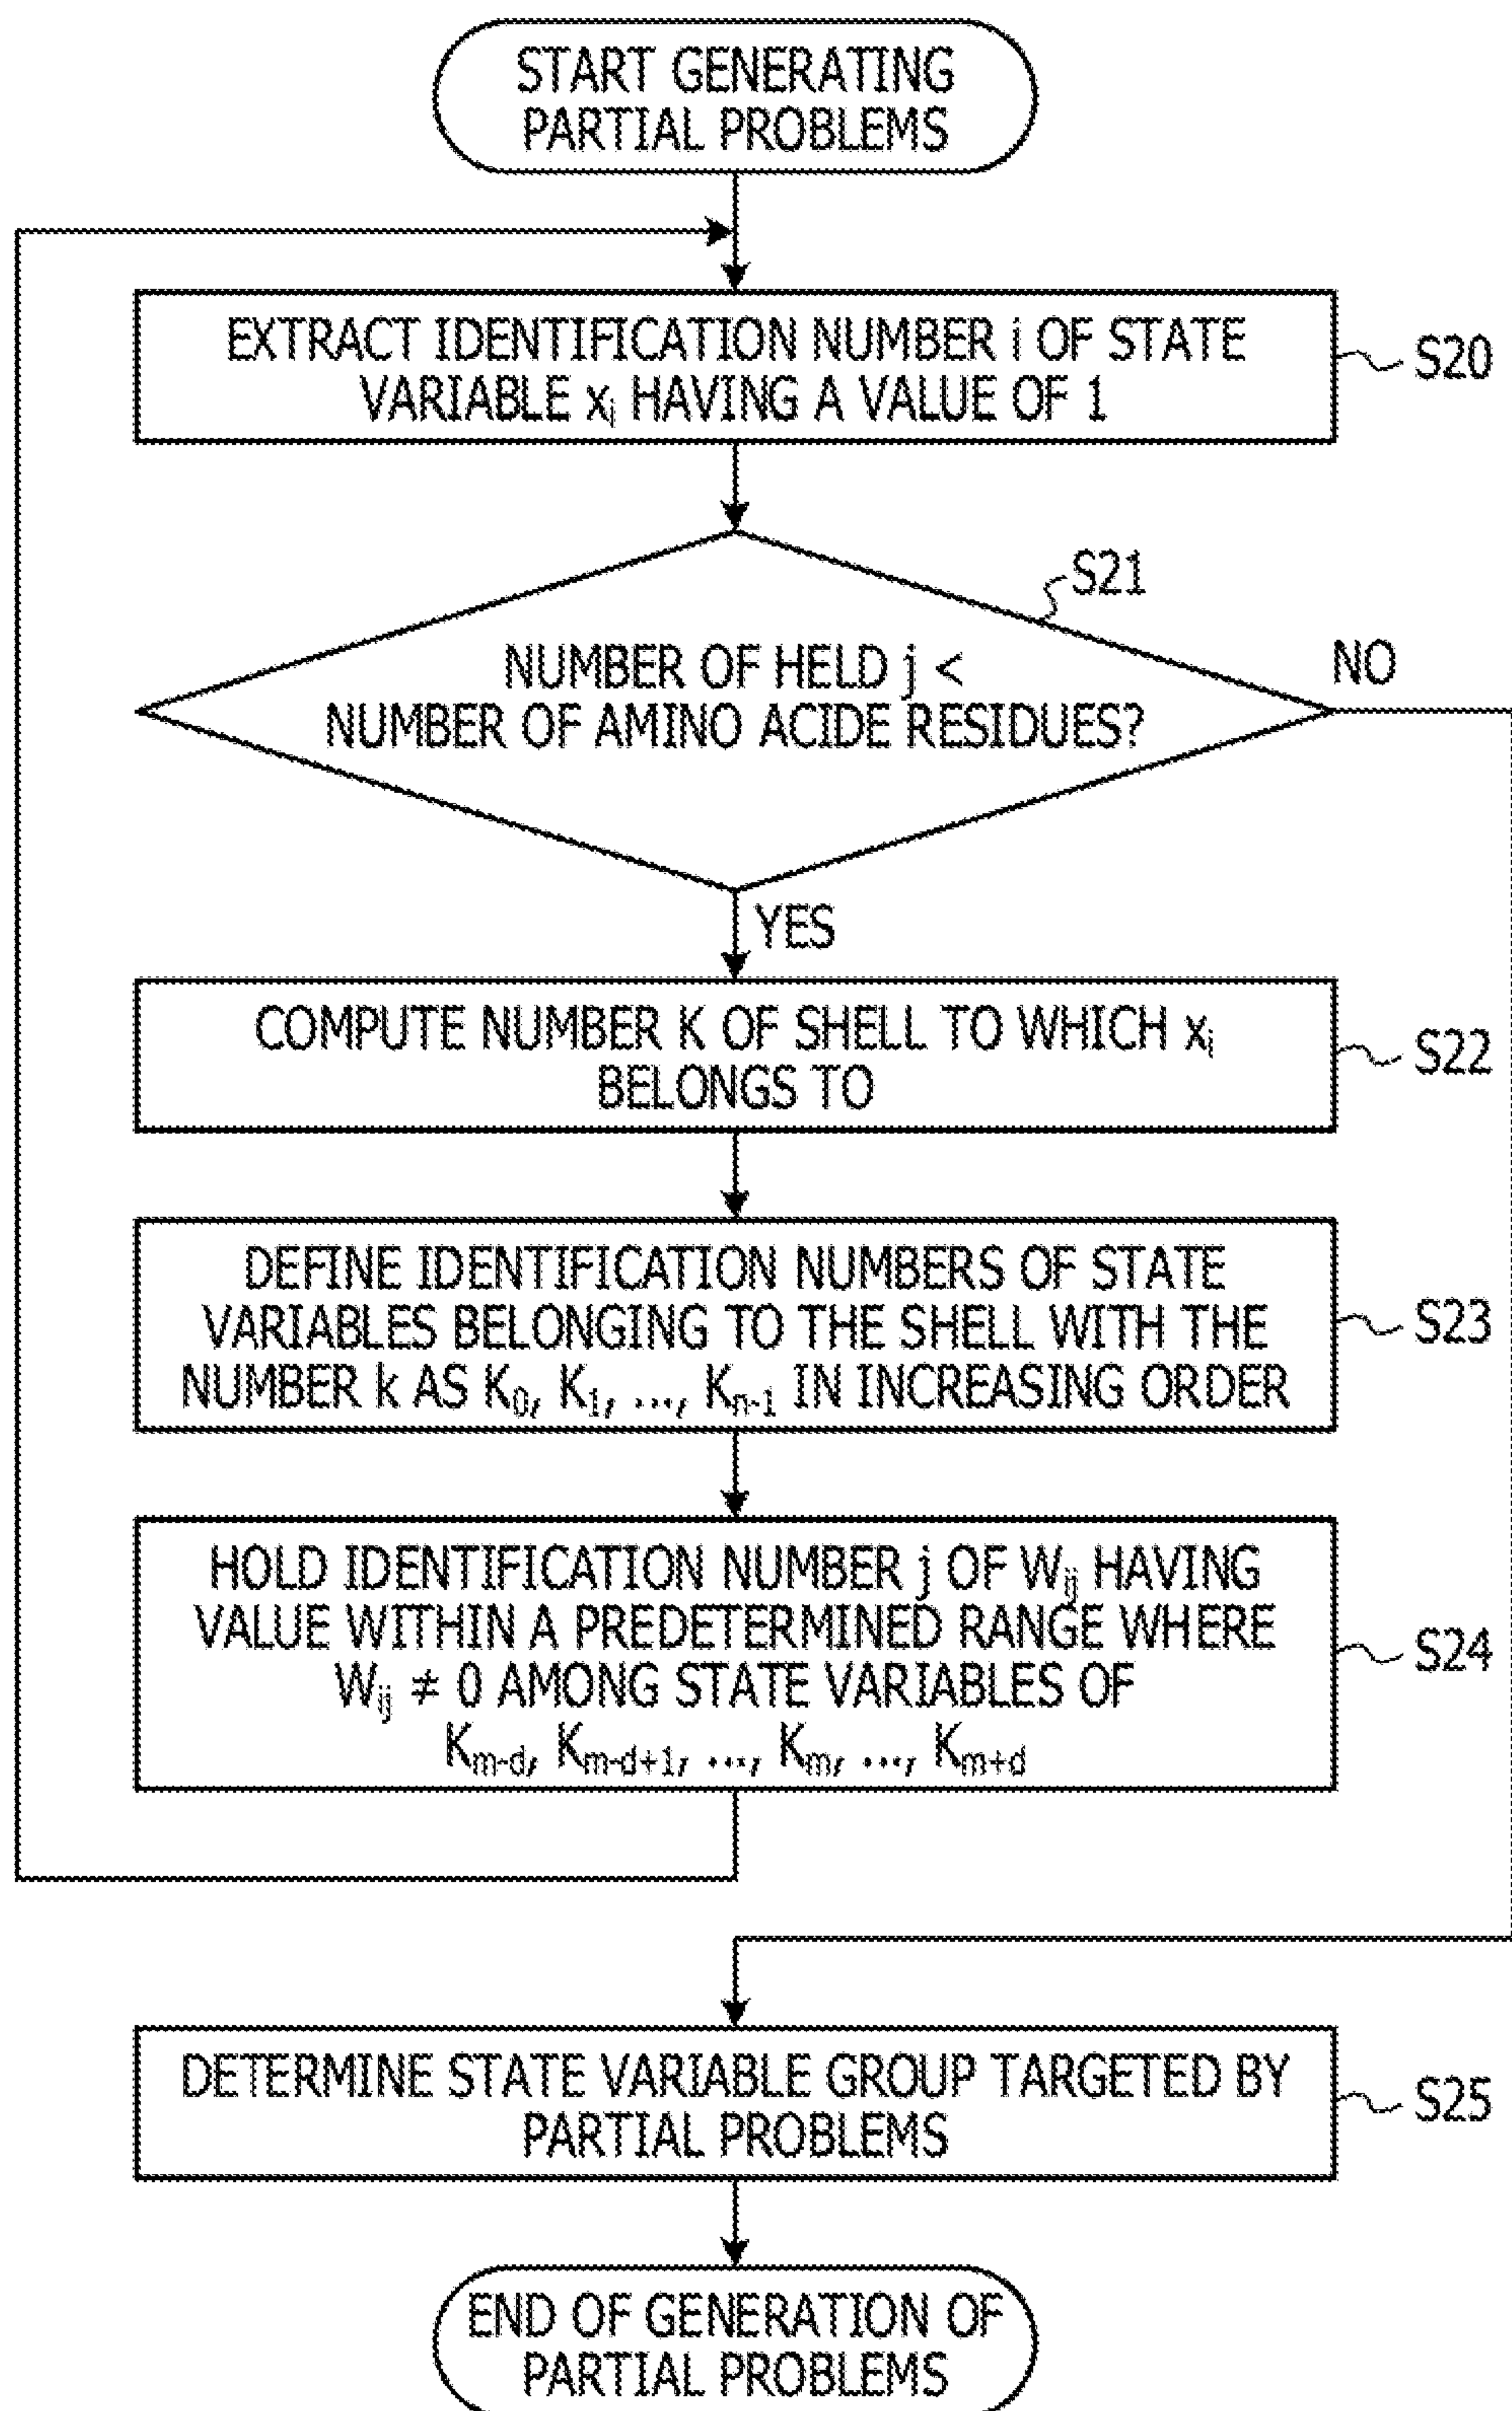 START GENERATING
PARTIAL PROBLEMS
EXTRACT IDENTIFICATION NUMBER i OF STATE
VARIABLE xᵢ HAVING A VALUE OF 1
S20
S21
NUMBER OF HELD j <
NUMBER OF AMINO ACIDE RESIDUES?
NO
YES
COMPUTE NUMBER K OF SHELL TO WHICH xᵢ
BELONGS TO
S22
DEFINE IDENTIFICATION NUMBERS OF STATE
VARIABLES BELONGING TO THE SHELL WITH THE
NUMBER k AS K₀, K₁, ..., Kₙ₋₁ IN INCREASING ORDER
S23
HOLD IDENTIFICATION NUMBER j OF Wᵢⱼ HAVING
VALUE WITHIN A PREDETERMINED RANGE WHERE
Wᵢⱼ ≠ 0 AMONG STATE VARIABLES OF
K_{m-d}, K_{m-d+1}, ..., K_m, ..., K_{m+d}
S24
DETERMINE STATE VARIABLE GROUP TARGETED BY
PARTIAL PROBLEMS
S25
END OF GENERATION OF
PARTIAL PROBLEMS